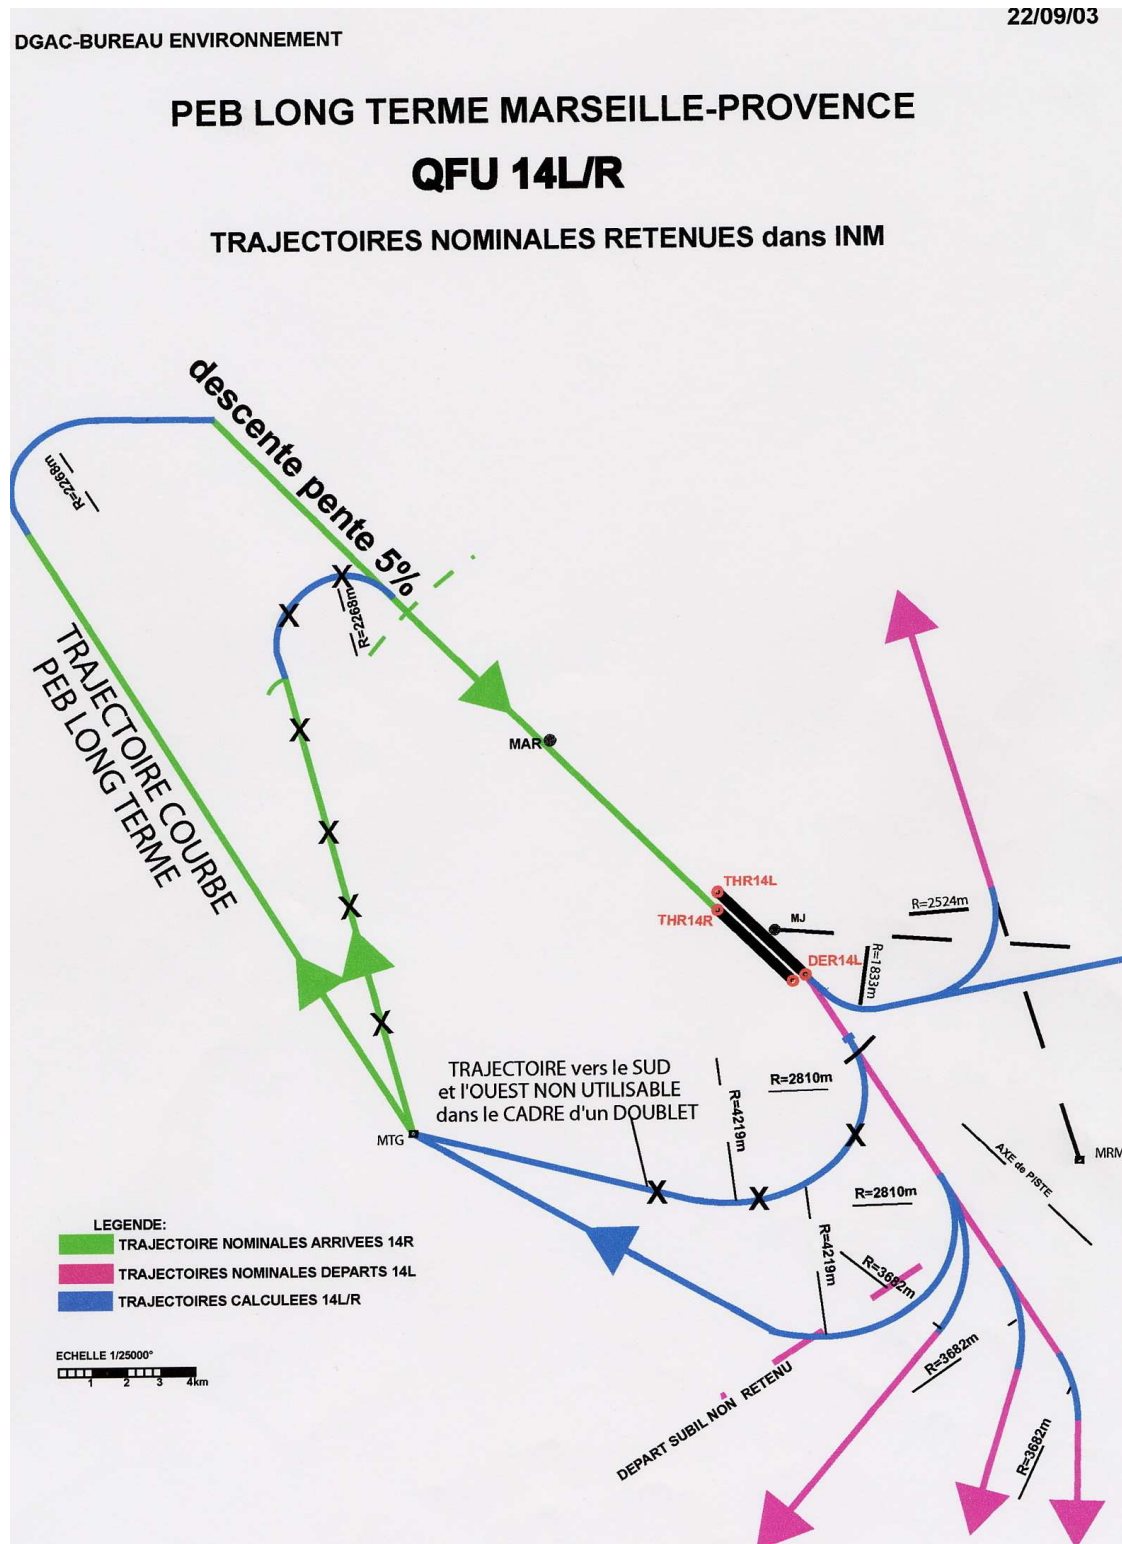 22/09/03
DGAC-BUREAU ENVIRONNEMENT
PEB LONG TERME MARSEILLE-PROVENCE
QFU 14L/R
TRAJECTOIRES NOMINALES RETENUES dans INM
descente pente 5%
R=2268m
X
X
R=2268m
TRAJECTOIRE COURBE
PEB LONG TERME
X
MAR
X
THR14L
X
R=2524m
THR14R
MJ
DER14L
R=1833m
X
TRAJECTOIRE vers le SUD
et l'OUEST NON UTILISABLE
dans le CADRE d'un DOUBLET
R=2810m
R=4219m
MTG
X
AXE de PISTE
MRM
X
X
R=2810m
LEGENDE:
TRAJECTOIRE NOMINALES ARRIVEES 14R
TRAJECTOIRES NOMINALES DEPARTS 14L
TRAJECTOIRES CALCULEES 14L/R
R=4219m
R=3682m
ECHELLE 1/25000°
1 2 3 4km
R=3682m
DEPART SUBIL NON RETENU
R=3682m